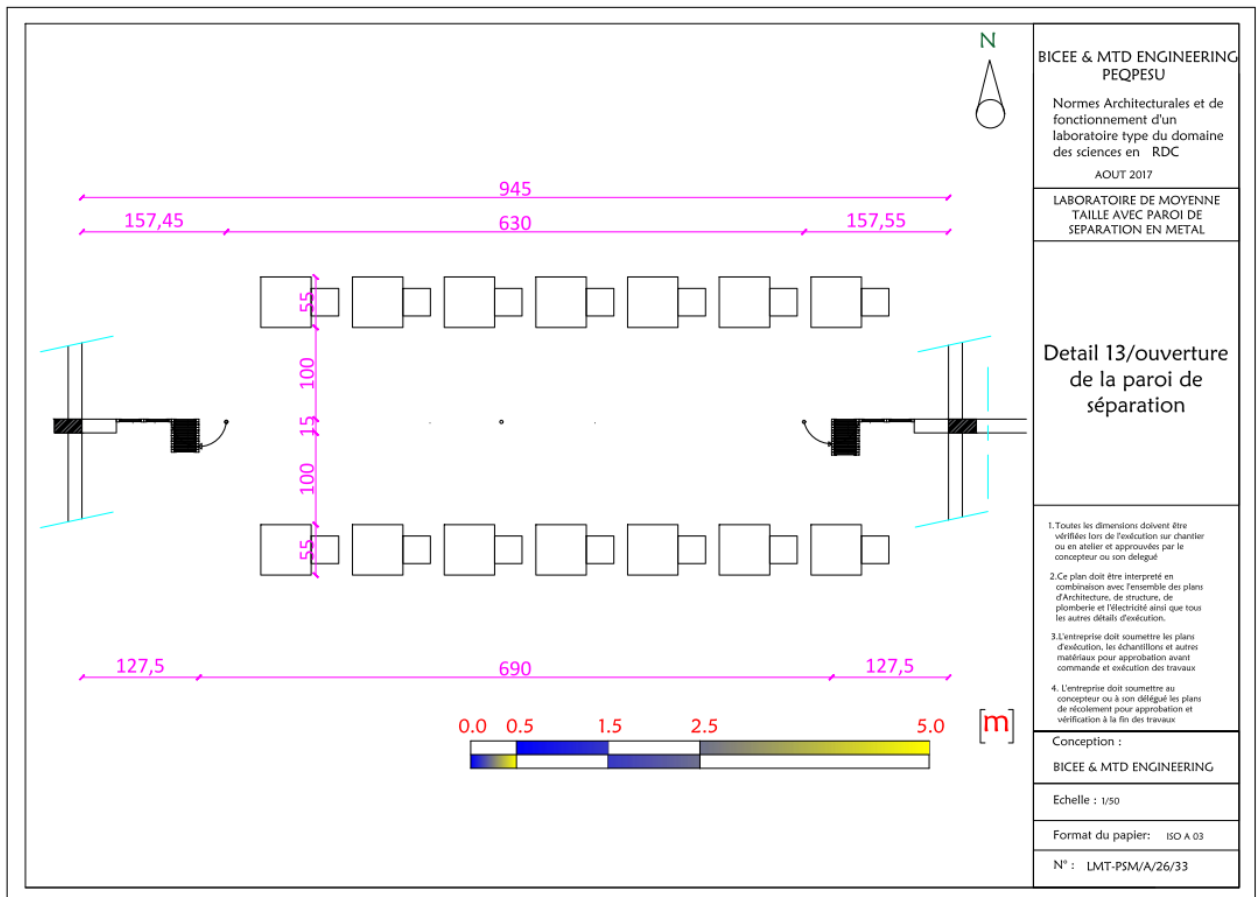 N
945
157,45
630
157,55
55
100
15
100
55
127,5
690
127,5
0.0 0.5 1.5 2.5 5.0 [m]
BICEE & MTD ENGINEERING
PEQPESU
Normes Architecturales et de
fonctionnement d'un
laboratoire type du domaine
des sciences en RDC
AOUT 2017
LABORATOIRE DE MOYENNE
TAILLE AVEC PAROI DE
SEPARATION EN METAL
Detail 13/ouverture
de la paroi de
séparation
1.Toutes les dimensions doivent être
vérifiées lors de l'exécution sur chantier
ou en atelier et approuvées par le
concepteur ou son delegué
2.Ce plan doit être interpreté en
combinaison avec l'ensemble des plans
d'Architecture, de structure, de
plomberie et l'électricité ainsi que tous
les autres détails d'exécution.
3.L'entreprise doit soumettre les plans
d'exécution, les échantillons et autres
matériaux pour approbation avant
commande et exécution des travaux
4. L'entreprise doit soumettre au
concepteur ou à son délégué les plans
de récolement pour approbation et
vérification à la fin des travaux
Conception :
BICEE & MTD ENGINEERING
Echelle : 1/50
Format du papier: ISO A 03
N° : LMT-PSM/A/26/33